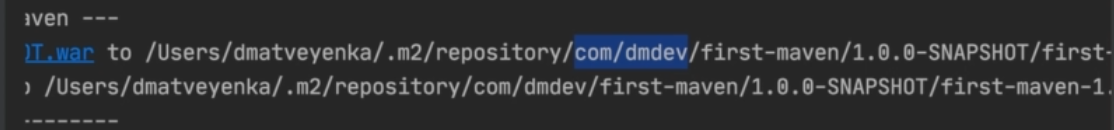 aven ---
OT.war to /Users/dmatveyenka/.m2/repository/com/dmdev/first-maven/1.0.0-SNAPSHOT/first-
/Users/dmatveyenka/.m2/repository/com/dmdev/first-maven/1.0.0-SNAPSHOT/first-maven-1.
--------